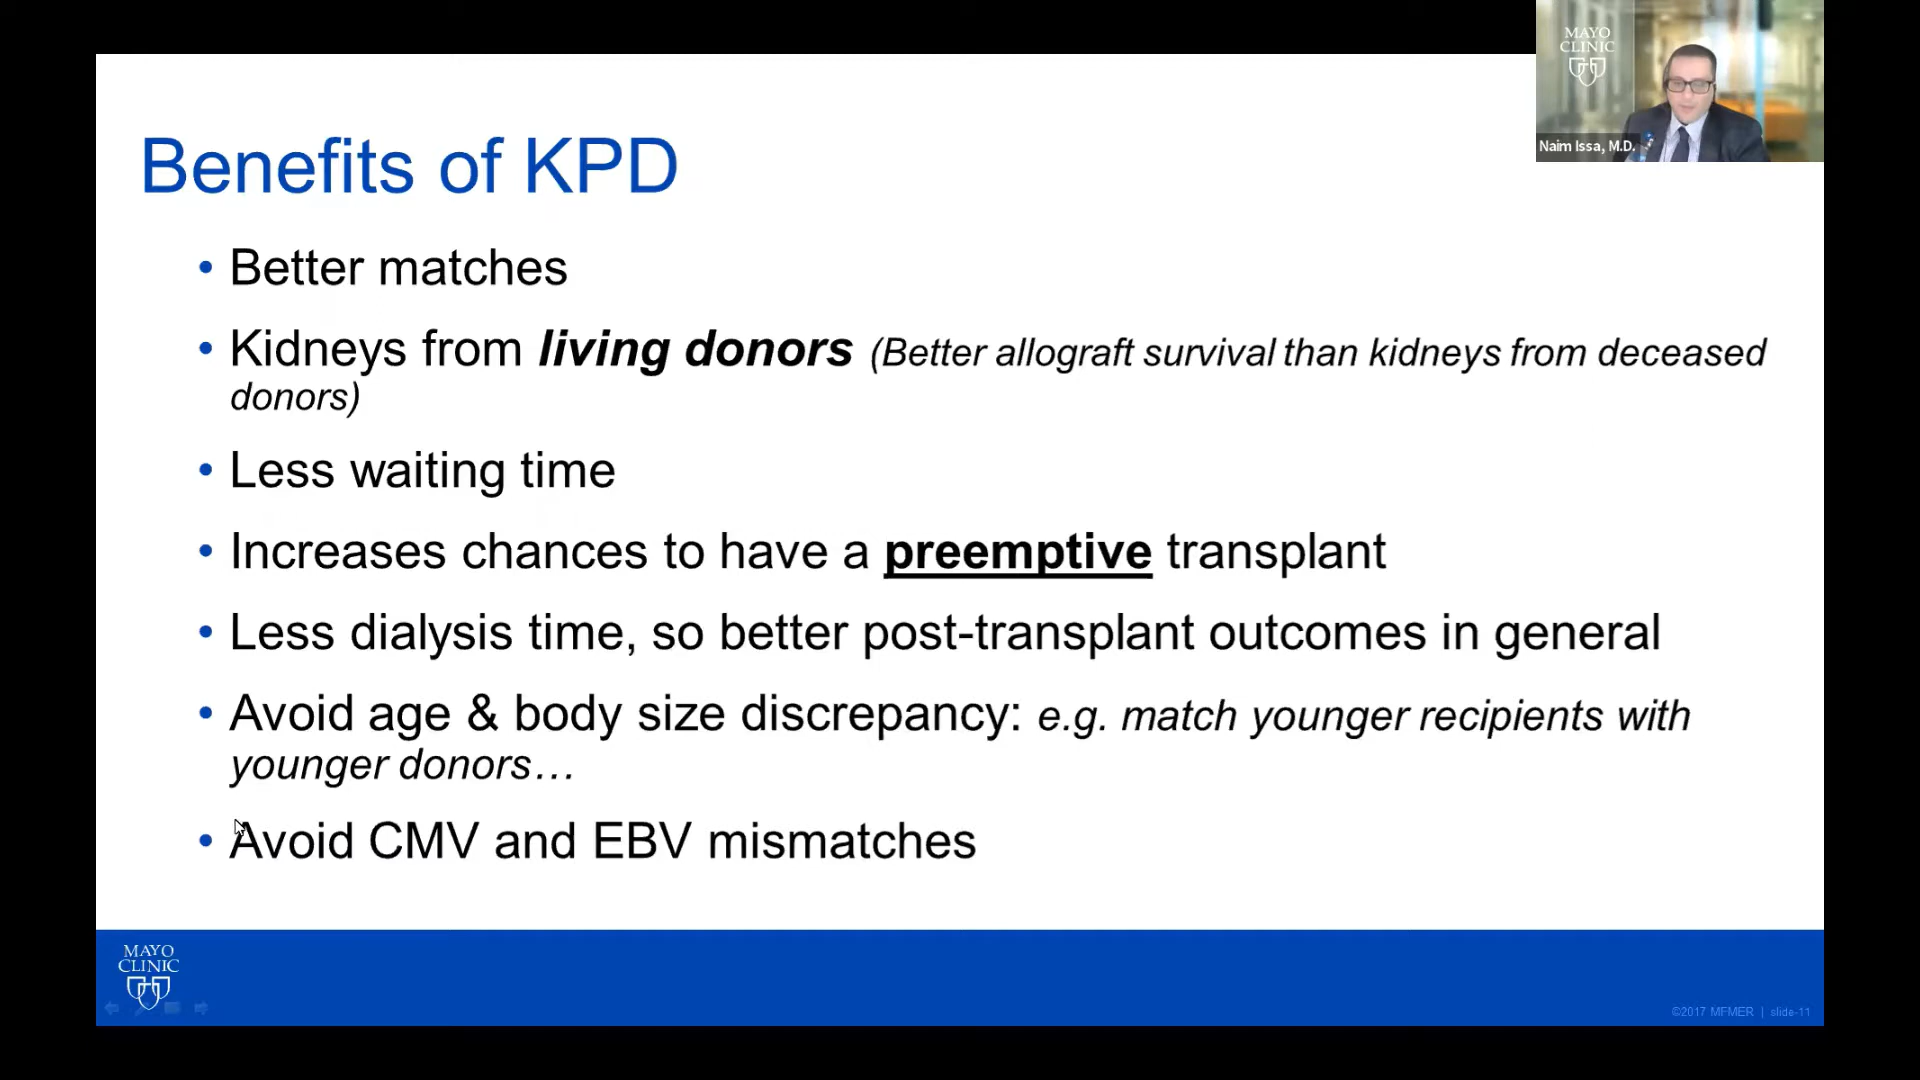 MAYO
CLINIC
Naim Issa, M.D.
Benefits of KPD
• Better matches
• Kidneys from living donors (Better allograft survival than kidneys from deceased
donors)
• Less waiting time
• Increases chances to have a preemptive transplant
• Less dialysis time, so better post-transplant outcomes in general
• Avoid age & body size discrepancy: e.g. match younger recipients with
younger donors…
• Avoid CMV and EBV mismatches
MAYO
CLINIC
©2017 MFMER | slide-11